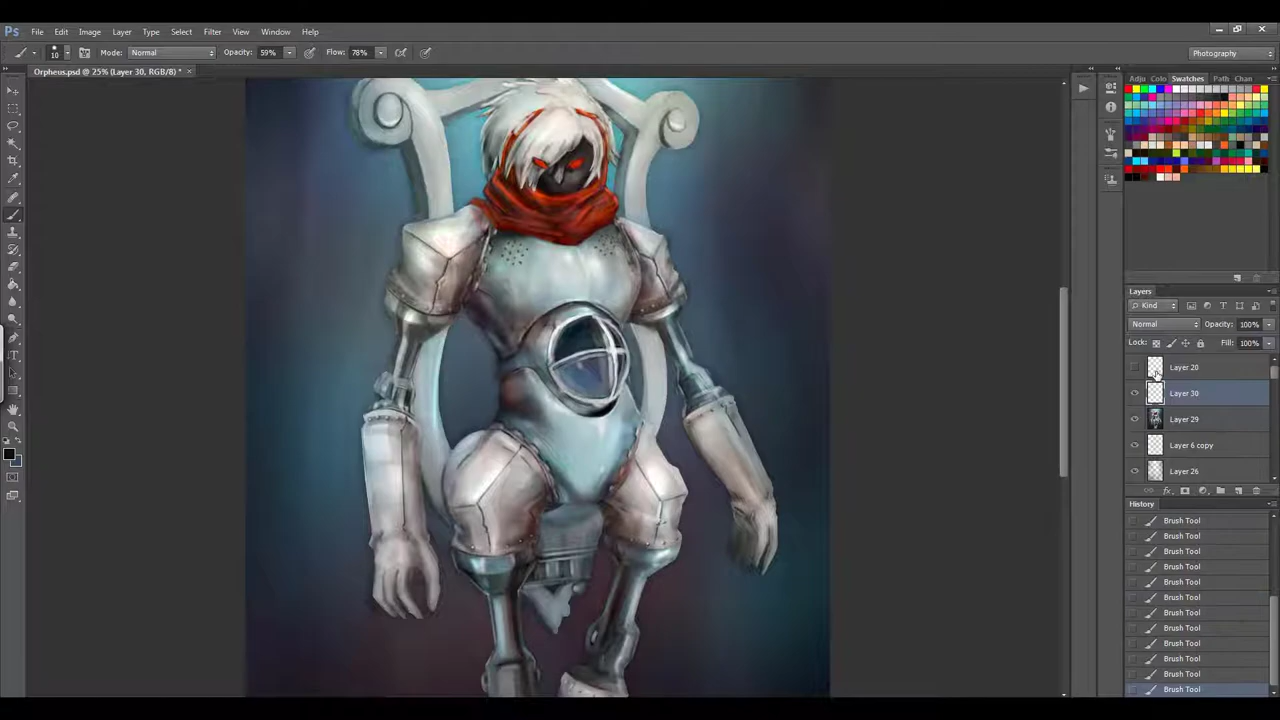 Ps File Edit Image Layer Type Select Filter View Window Help
10 Mode: Normal Opacity: 59% Flow: 78% Photography
Orpheus.psd @ 25% (Layer 30, RGB/8) * ×
Adju Colo Swatches Path Chan
Layers
Kind
Normal Opacity: 100%
Lock: Fill: 100%
Layer 20
Layer 30
Layer 29
Layer 6 copy
Layer 26
fx
History
Brush Tool
Brush Tool
Brush Tool
Brush Tool
Brush Tool
Brush Tool
Brush Tool
Brush Tool
Brush Tool
Brush Tool
Brush Tool
Brush Tool